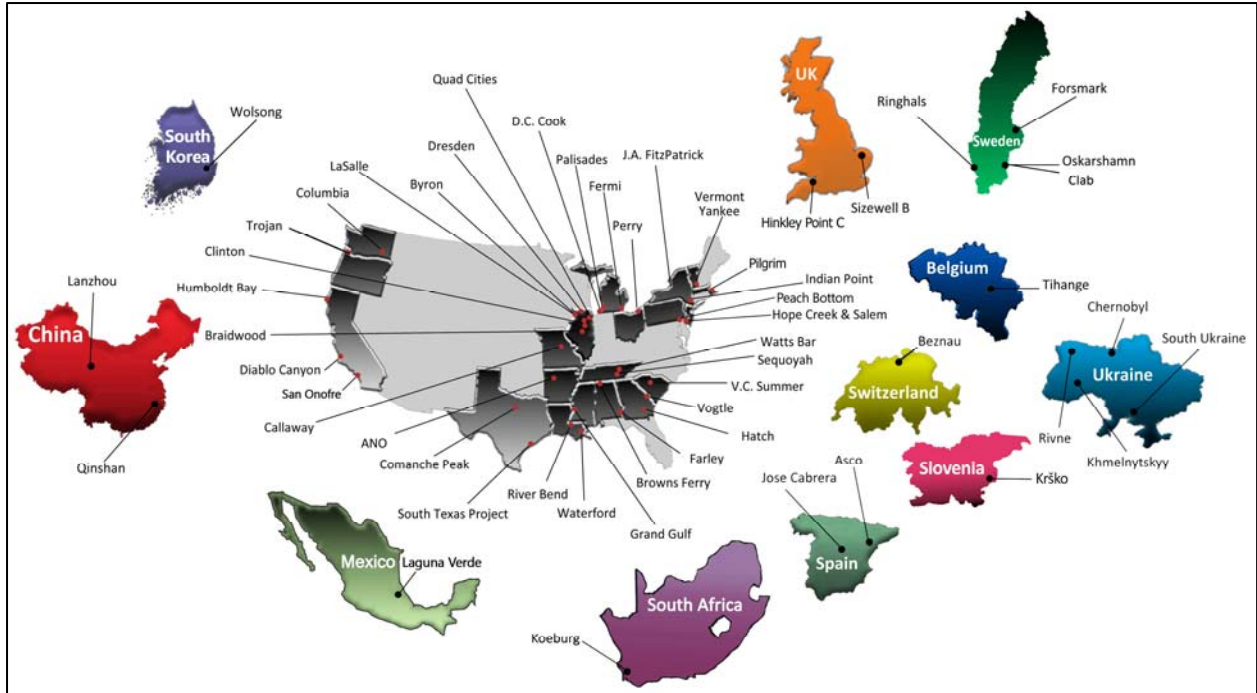 Quad Cities
D.C. Cook
Dresden
Palisades
J.A. FitzPatrick
LaSalle
Fermi
Byron
Columbia
Perry
Vermont
Yankee
Trojan
Clinton
Pilgrim
Indian Point
Humboldt Bay
Peach Bottom
Hope Creek & Salem
Braidwood
Watts Bar
Sequoyah
Diablo Canyon
V.C. Summer
San Onofre
Vogtle
Callaway
Hatch
ANO
Farley
Comanche Peak
Browns Ferry
River Bend
South Texas Project
Waterford
Grand Gulf
South
Korea
Wolsong
China
Lanzhou
Qinshan
Mexico
Laguna Verde
South Africa
Koeburg
UK
Hinkley Point C
Sizewell B
Sweden
Ringhals
Forsmark
Oskarshamn
Clab
Belgium
Tihange
Switzerland
Beznau
Ukraine
Chernobyl
South Ukraine
Rivne
Khmelnytskyy
Slovenia
Krško
Spain
Jose Cabrera
Asco